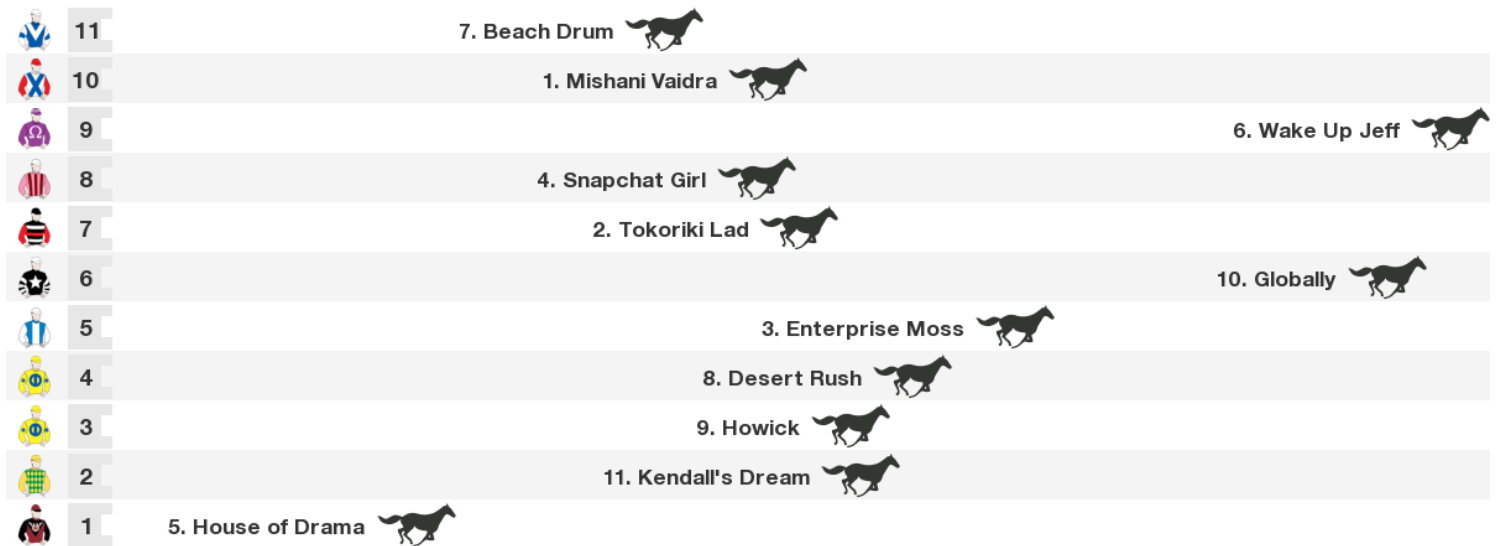 11 7. Beach Drum
10 1. Mishani Vaidra
9 6. Wake Up Jeff
8 4. Snapchat Girl
7 2. Tokoriki Lad
6 10. Globally
5 3. Enterprise Moss
4 8. Desert Rush
3 9. Howick
2 11. Kendall's Dream
1 5. House of Drama